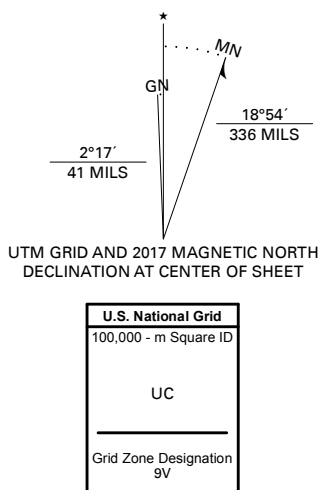 ★
MN
GN
18°54´
336 MILS
2°17´
41 MILS
UTM GRID AND 2017 MAGNETIC NORTH
DECLINATION AT CENTER OF SHEET
U.S. National Grid
100,000 - m Square ID
UC
Grid Zone Designation
9V